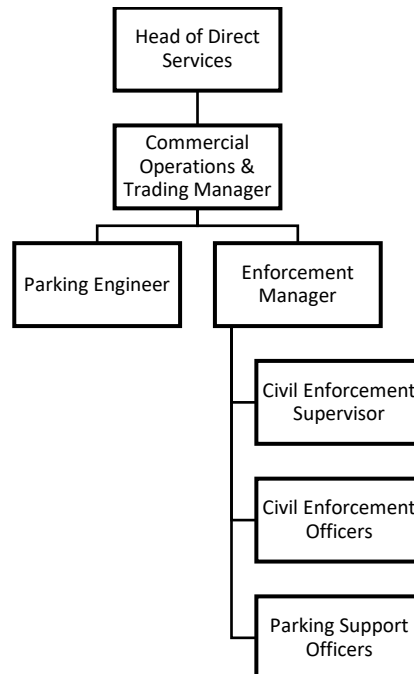 Head of Direct
Services
Commercial
Operations &
Trading Manager
Parking Engineer
Enforcement
Manager
Civil Enforcement
Supervisor
Civil Enforcement
Officers
Parking Support
Officers